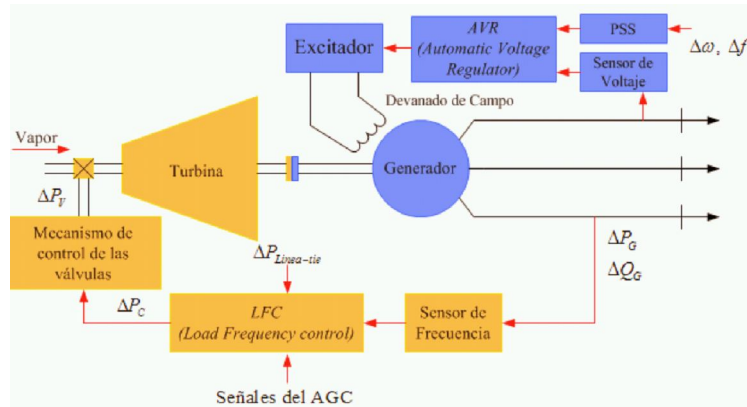 Excitador
AVR
(Automatic Voltage
Regulator)
PSS
Δω, Δf
Sensor de
Voltaje
Devanado de Campo
Vapor
Turbina
Generador
ΔP_V
Mecanismo de
control de las
válvulas
ΔP_Linea-tie
ΔP_G
ΔQ_G
ΔP_C
LFC
(Load Frequency control)
Sensor de
Frecuencia
Señales del AGC